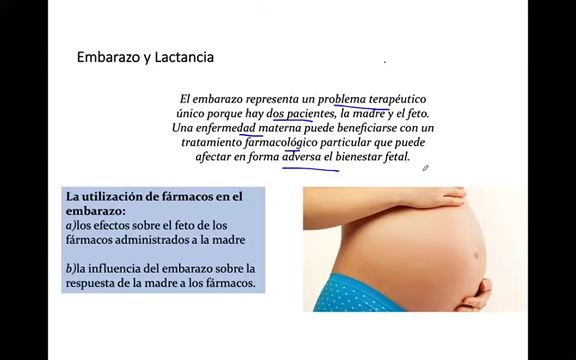 Embarazo y Lactancia
El embarazo representa un problema terapéutico
único porque hay dos pacientes, la madre y el feto.
Una enfermedad materna puede beneficiarse con un
tratamiento farmacológico particular que puede
afectar en forma adversa el bienestar fetal.
La utilización de fármacos en el
embarazo:
a)los efectos sobre el feto de los
fármacos administrados a la madre
b)la influencia del embarazo sobre la
respuesta de la madre a los fármacos.